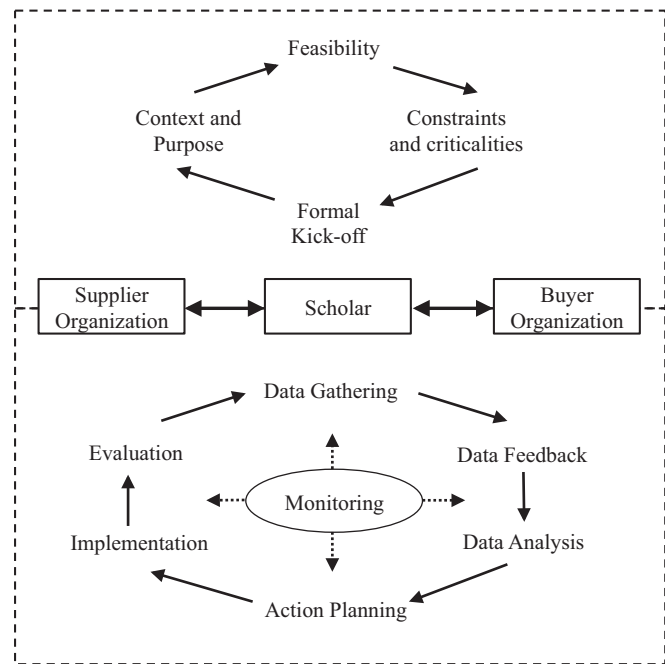 Feasibility
Context and
Purpose
Constraints
and criticalities
Formal
Kick-off
Supplier
Organization
Scholar
Buyer
Organization
Data Gathering
Evaluation
Data Feedback
Monitoring
Implementation
Data Analysis
Action Planning